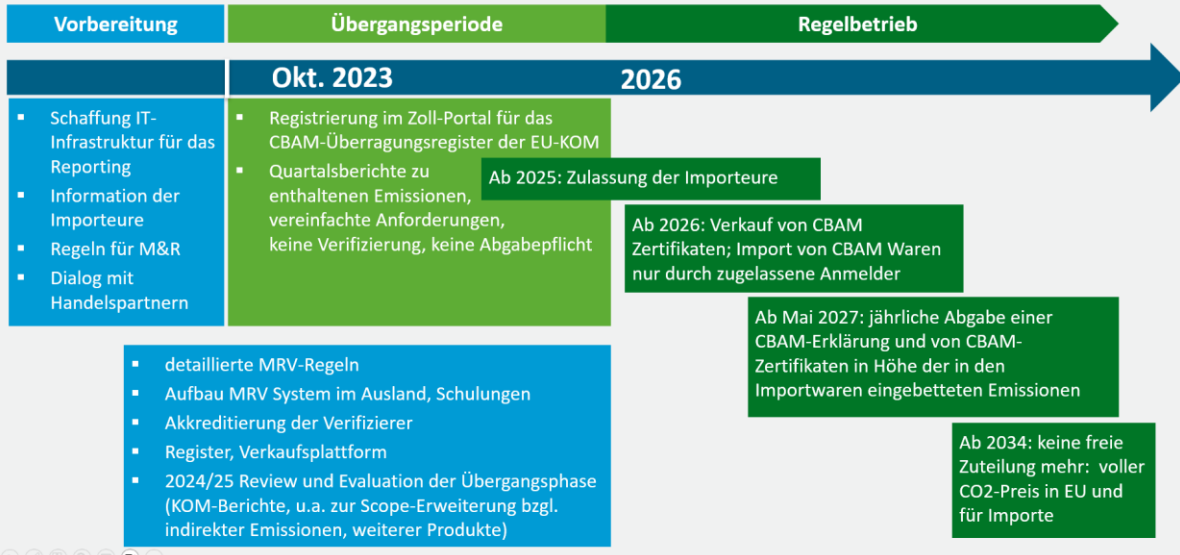 Vorbereitung
Übergangsperiode
Regelbetrieb
Okt. 2023
2026
▪ Schaffung IT-
Infrastruktur für das
Reporting
▪ Information der
Importeure
▪ Regeln für M&R
▪ Dialog mit
Handelspartnern
▪ Registrierung im Zoll-Portal für das
CBAM-Überragungsregister der EU-KOM
▪ Quartalsberichte zu
enthaltenen Emissionen,
vereinfachte Anforderungen,
keine Verifizierung, keine Abgabepflicht
Ab 2025: Zulassung der Importeure
Ab 2026: Verkauf von CBAM
Zertifikaten; Import von CBAM Waren
nur durch zugelassene Anmelder
Ab Mai 2027: jährliche Abgabe einer
CBAM-Erklärung und von CBAM-
Zertifikaten in Höhe der in den
Importwaren eingebetteten Emissionen
Ab 2034: keine freie
Zuteilung mehr: voller
CO2-Preis in EU und
für Importe
▪ detaillierte MRV-Regeln
▪ Aufbau MRV System im Ausland, Schulungen
▪ Akkreditierung der Verifizierer
▪ Register, Verkaufsplattform
▪ 2024/25 Review und Evaluation der Übergangsphase
(KOM-Berichte, u.a. zur Scope-Erweiterung bzgl.
indirekter Emissionen, weiterer Produkte)